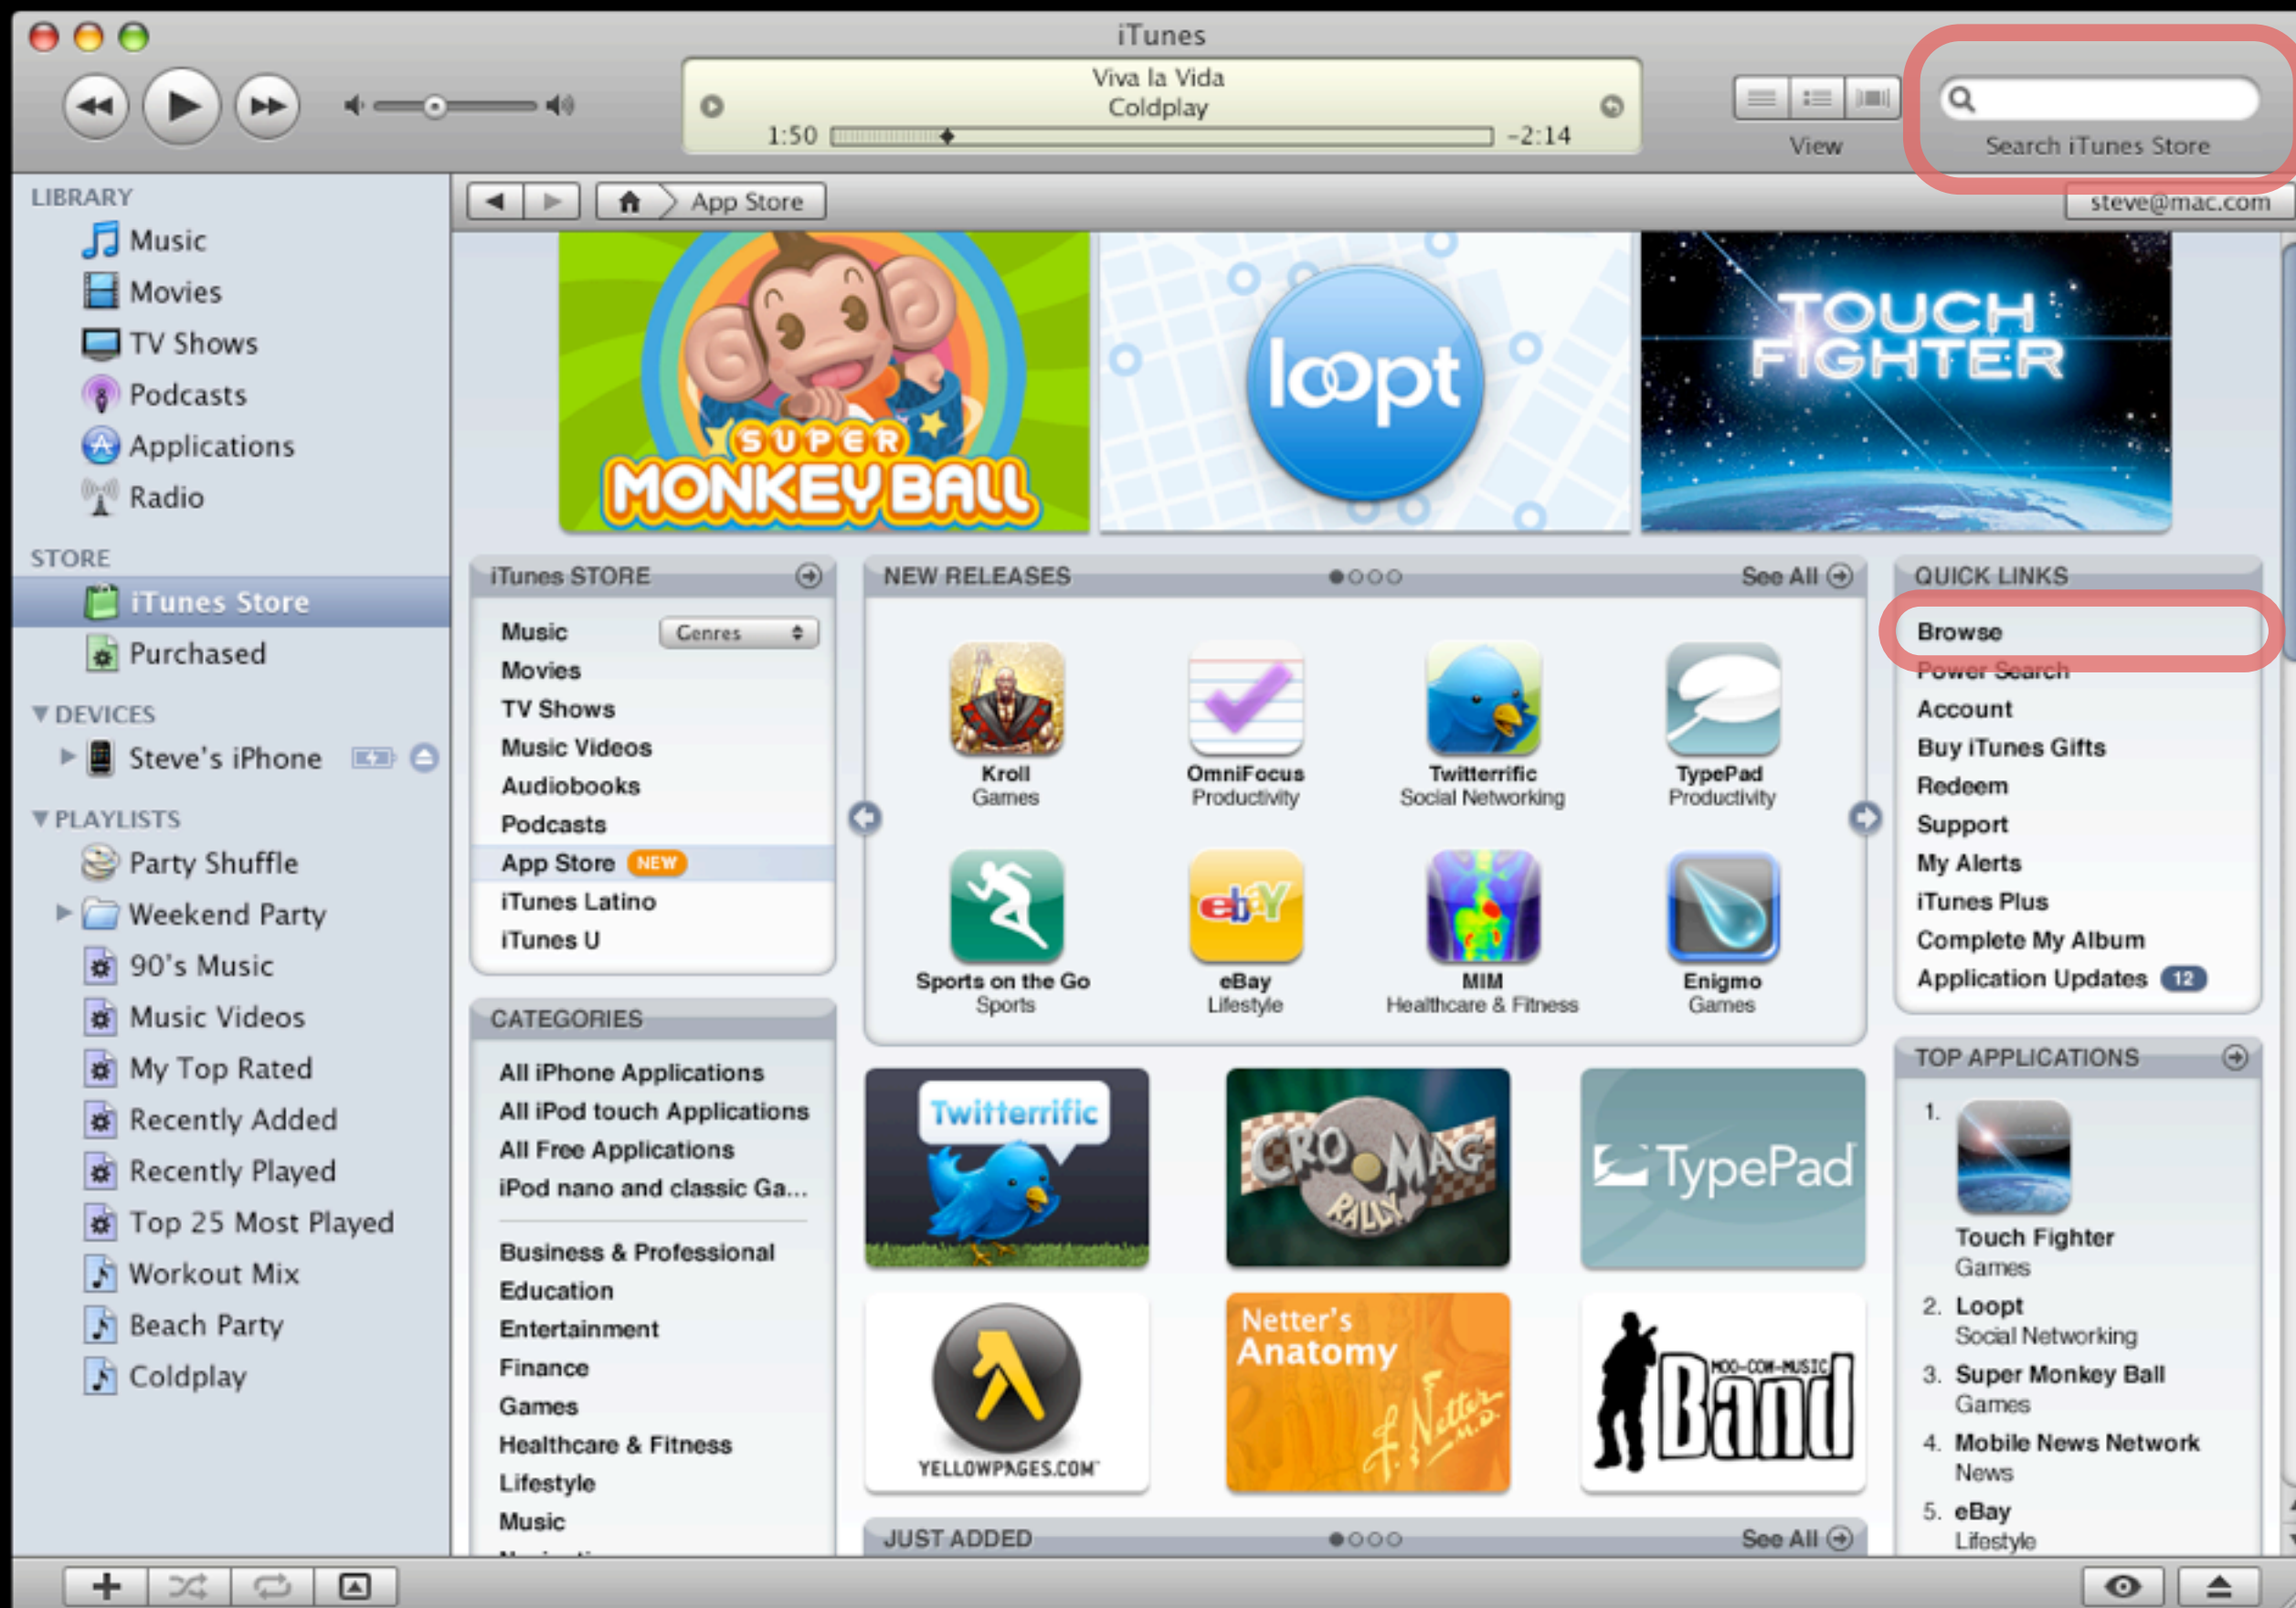 iTunes
Viva la Vida
Coldplay
1:50
-2:14
View
Search iTunes Store
LIBRARY
Music
Movies
TV Shows
Podcasts
Applications
Radio
STORE
iTunes Store
Purchased
DEVICES
Steve's iPhone
PLAYLISTS
Party Shuffle
Weekend Party
90's Music
Music Videos
My Top Rated
Recently Added
Recently Played
Top 25 Most Played
Workout Mix
Beach Party
Coldplay
App Store
steve@mac.com
SUPER
MONKEY BALL
loopt
TOUCH
FIGHTER
iTunes STORE
Music
Genres
Movies
TV Shows
Music Videos
Audiobooks
Podcasts
App Store NEW
iTunes Latino
iTunes U
CATEGORIES
All iPhone Applications
All iPod touch Applications
All Free Applications
iPod nano and classic Ga...
Business & Professional
Education
Entertainment
Finance
Games
Healthcare & Fitness
Lifestyle
Music
NEW RELEASES
See All
Kroll
Games
OmniFocus
Productivity
Twitterrific
Social Networking
TypePad
Productivity
Sports on the Go
Sports
ebaY
eBay
Lifestyle
MIM
Healthcare & Fitness
Enigmo
Games
Twitterrific
CRO MAG
RALLY
TypePad
YELLOWPAGES.COM
Netter's
Anatomy
f. Netter
M.D.
MOO-COW-MUSIC
Band
JUST ADDED
See All
QUICK LINKS
Browse
Power Search
Account
Buy iTunes Gifts
Redeem
Support
My Alerts
iTunes Plus
Complete My Album
Application Updates 12
TOP APPLICATIONS
1.
Touch Fighter
Games
2. Loopt
Social Networking
3. Super Monkey Ball
Games
4. Mobile News Network
News
5. eBay
Lifestyle